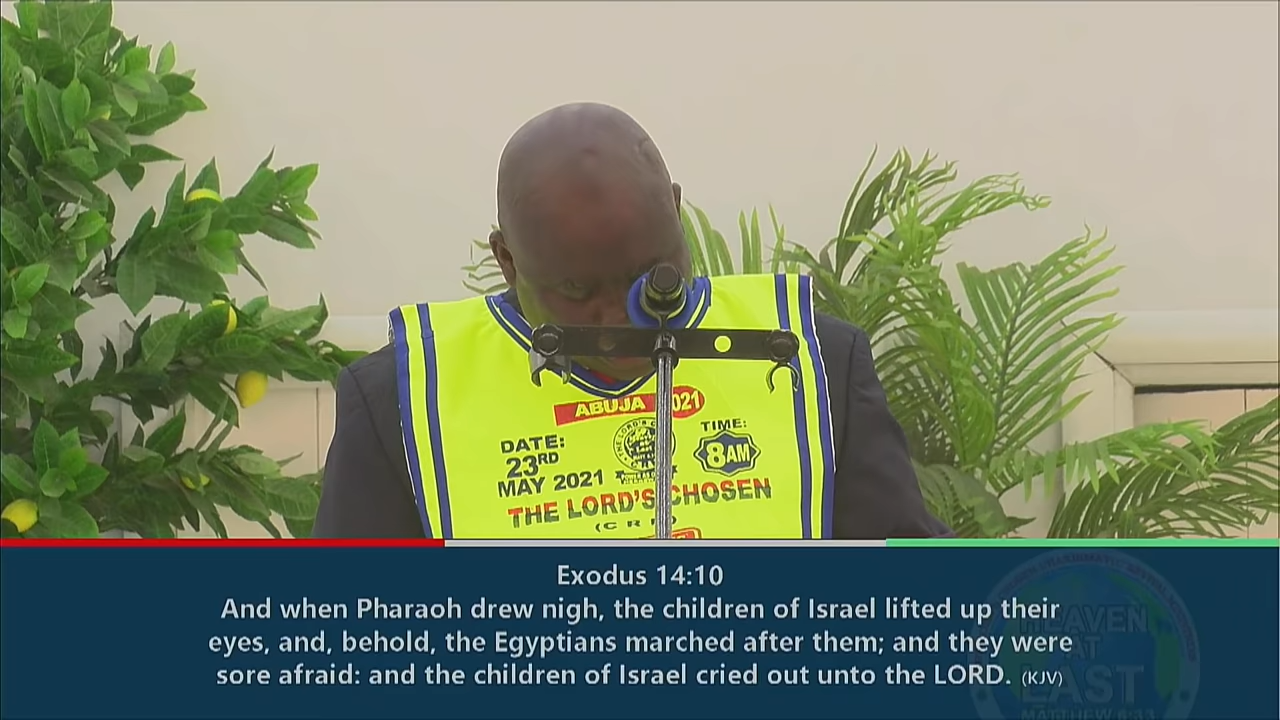 ABUJA 2021
DATE:
23RD
MAY 2021
TIME:
8AM
THE LORD'S CHOSEN
Exodus 14:10
And when Pharaoh drew nigh, the children of Israel lifted up their
eyes, and, behold, the Egyptians marched after them; and they were
sore afraid: and the children of Israel cried out unto the LORD. (KJV)
HEAVEN
AT
LAST